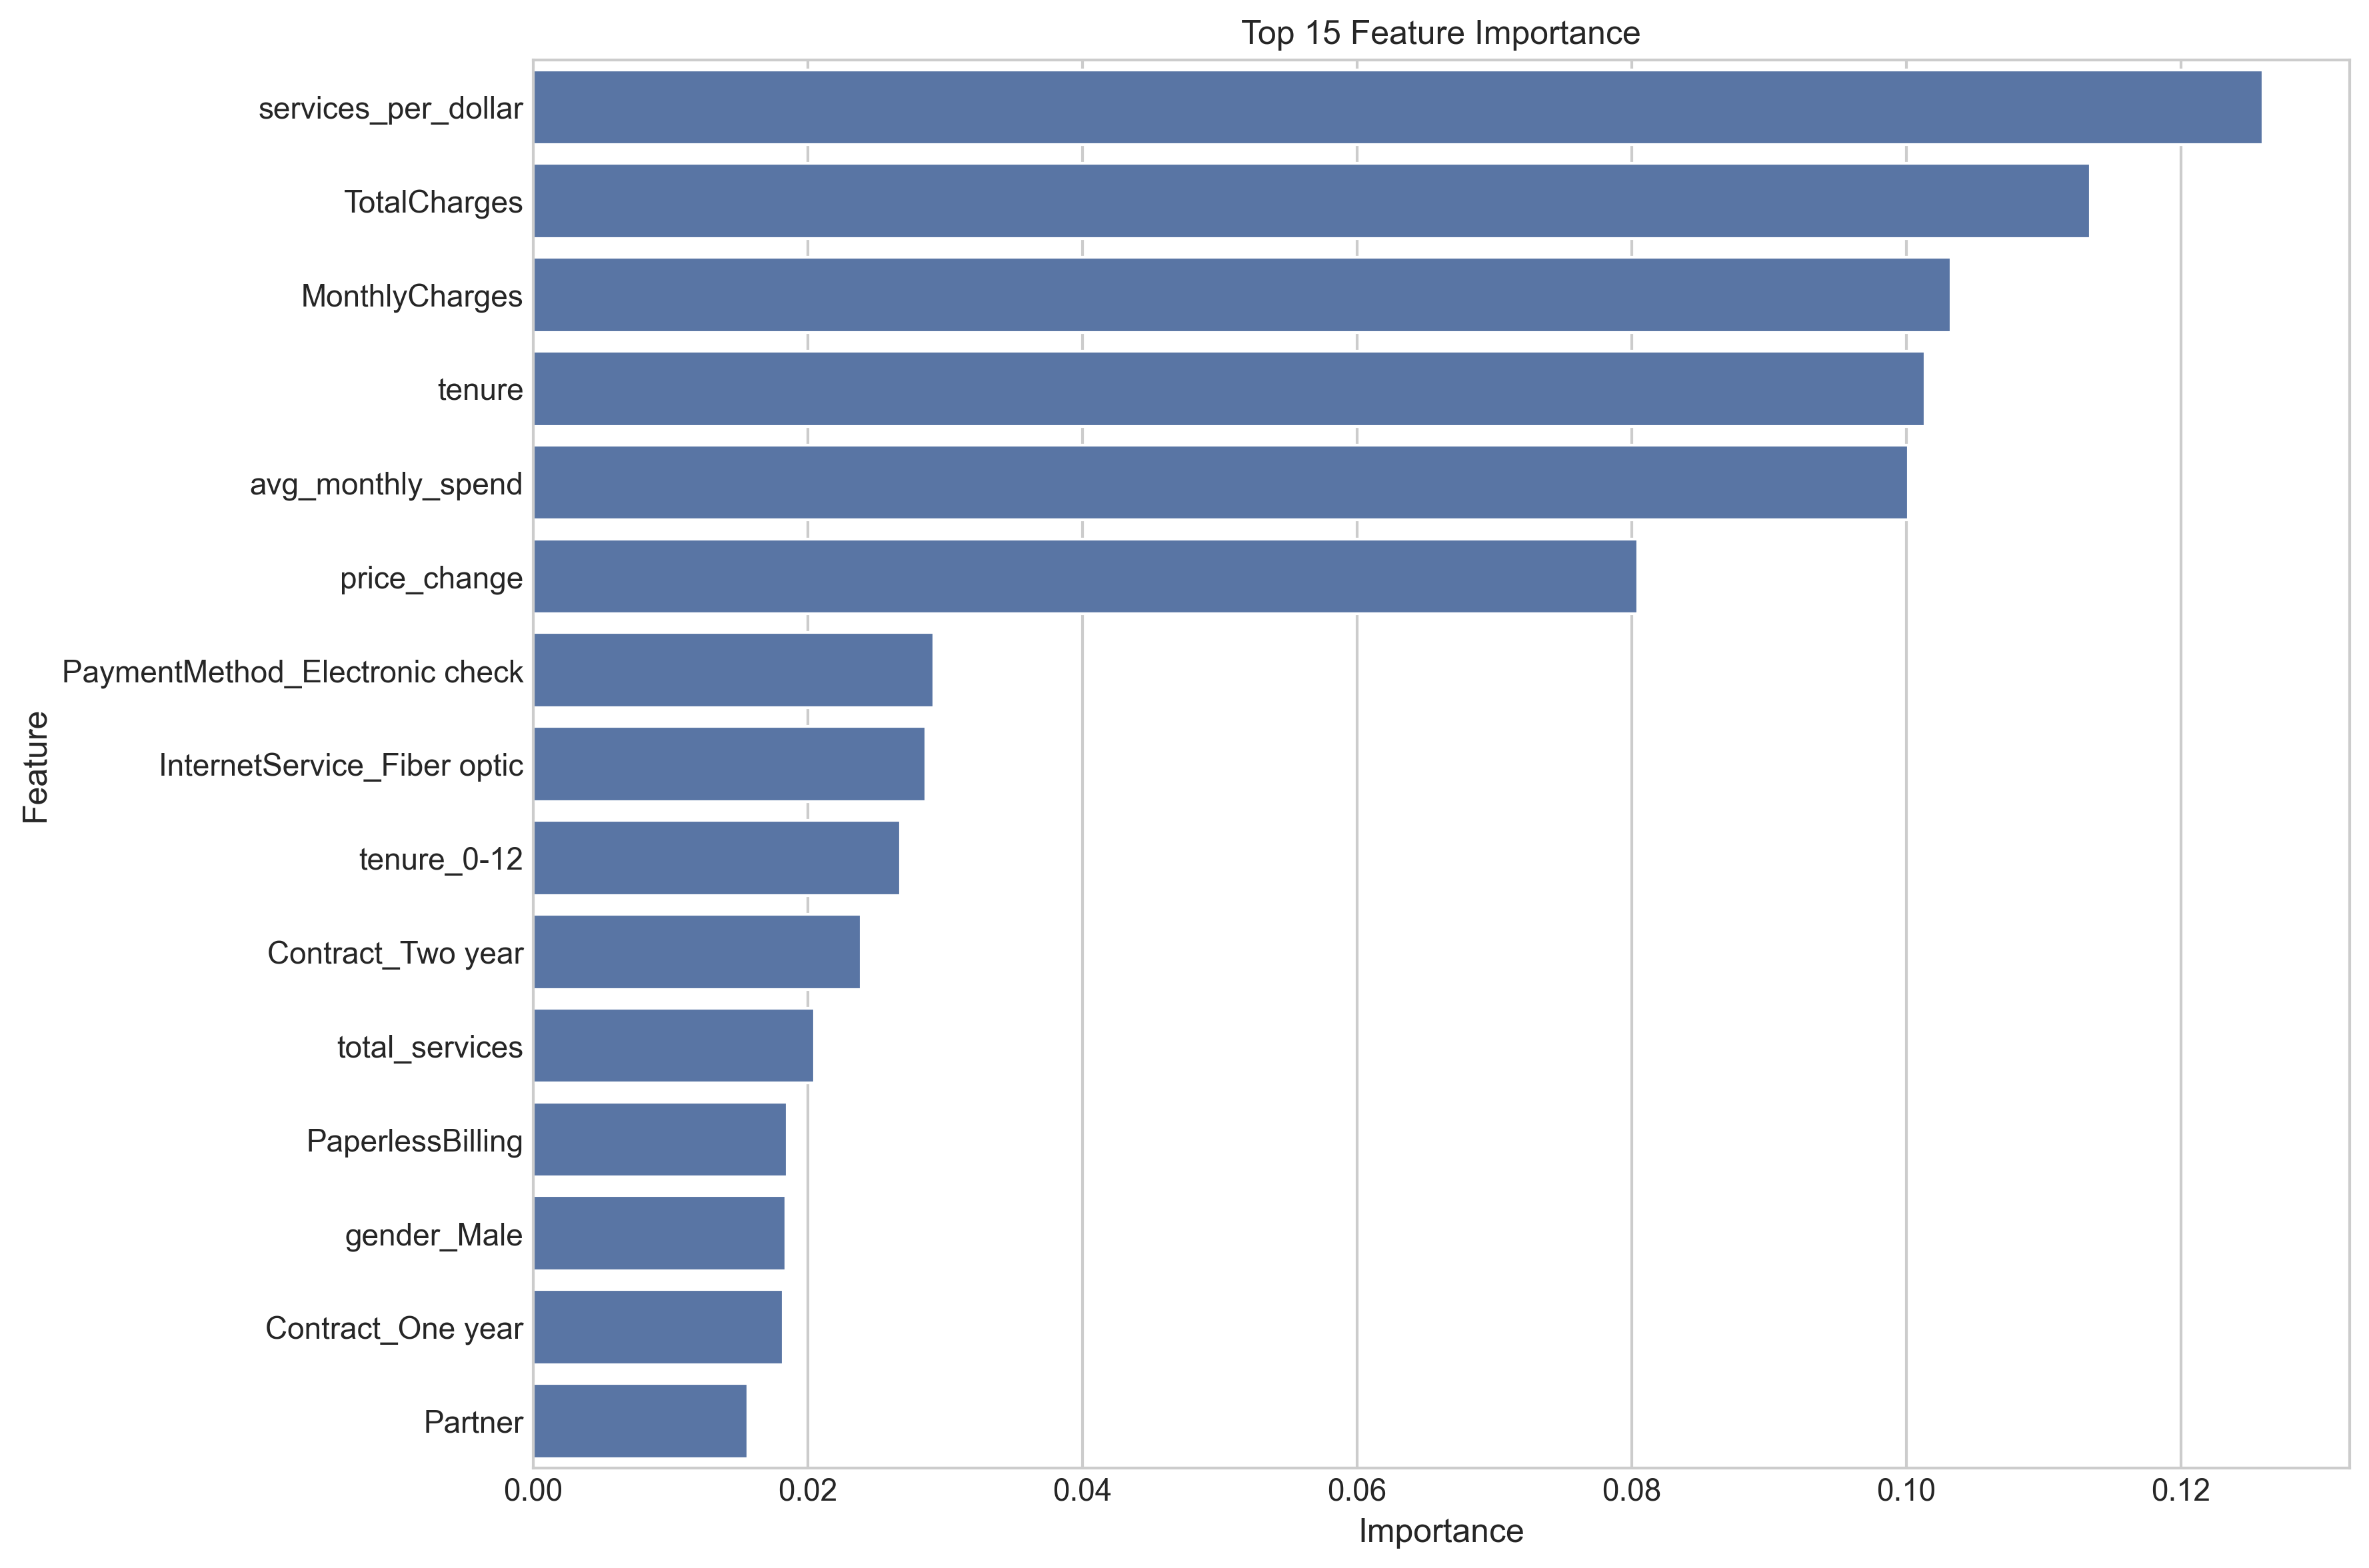 Top 15 Feature Importance
services_per_dollar
TotalCharges
MonthlyCharges
tenure
avg_monthly_spend
price_change
PaymentMethod_Electronic check
InternetService_Fiber optic
tenure_0-12
Contract_Two year
total_services
PaperlessBilling
gender_Male
Contract_One year
Partner
Feature
0.00 0.02 0.04 0.06 0.08 0.10 0.12
Importance